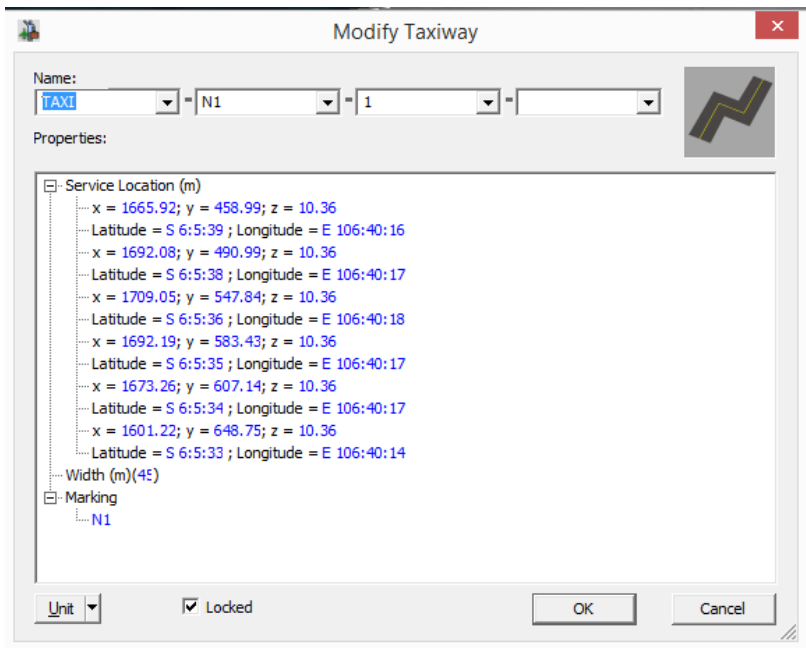 Modify Taxiway
Name:
TAXI - N1 - 1 -
Properties:
Service Location (m)
x = 1665.92; y = 458.99; z = 10.36
Latitude = S 6:5:39 ; Longitude = E 106:40:16
x = 1692.08; y = 490.99; z = 10.36
Latitude = S 6:5:38 ; Longitude = E 106:40:17
x = 1709.05; y = 547.84; z = 10.36
Latitude = S 6:5:36 ; Longitude = E 106:40:18
x = 1692.19; y = 583.43; z = 10.36
Latitude = S 6:5:35 ; Longitude = E 106:40:17
x = 1673.26; y = 607.14; z = 10.36
Latitude = S 6:5:34 ; Longitude = E 106:40:17
x = 1601.22; y = 648.75; z = 10.36
Latitude = S 6:5:33 ; Longitude = E 106:40:14
Width (m)(45)
Marking
N1
Unit Locked OK Cancel